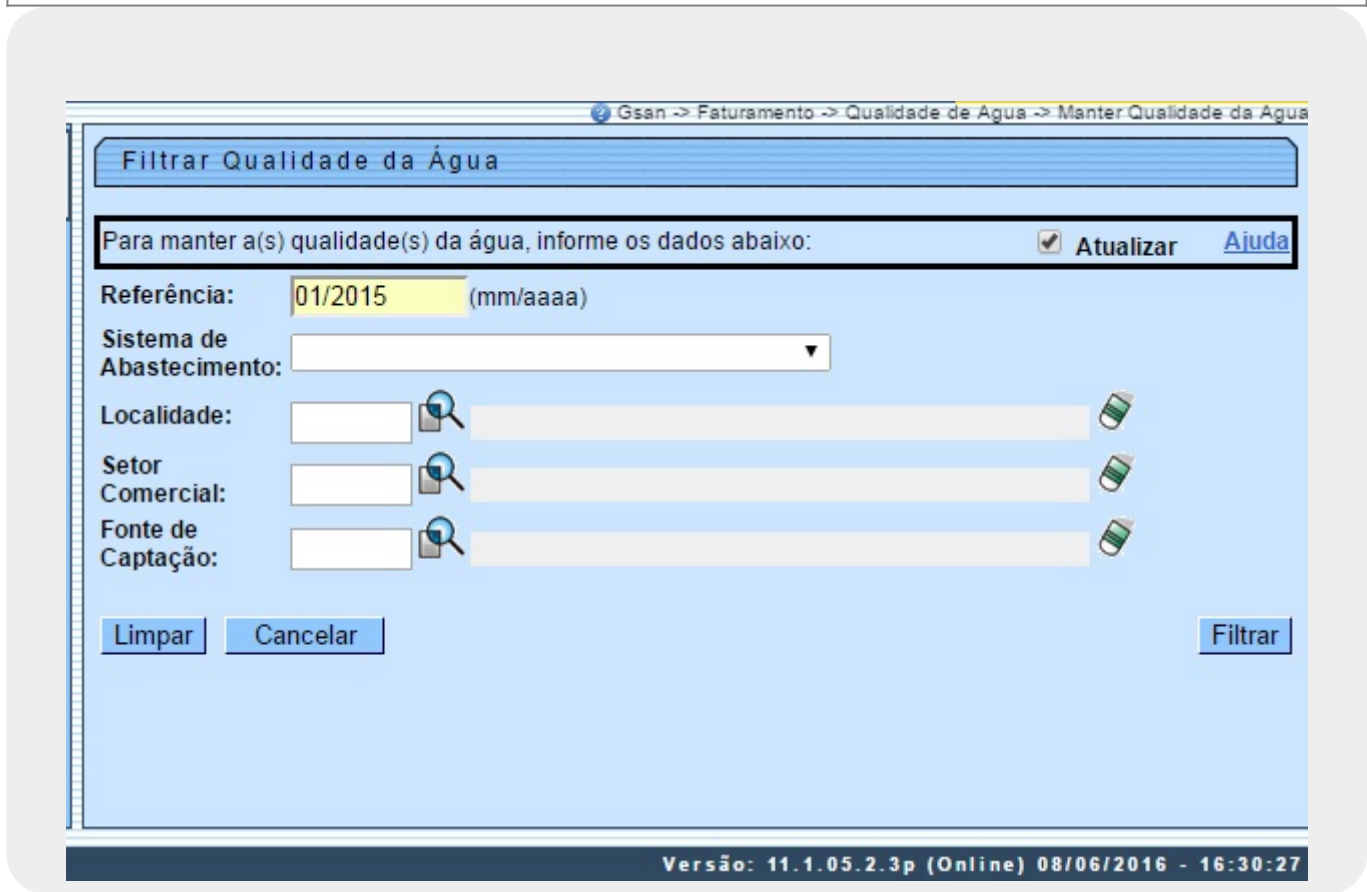 Gsan -> Faturamento -> Qualidade de Agua -> Manter Qualidade da Agua
Filtrar Qualidade da Água
Para manter a(s) qualidade(s) da água, informe os dados abaixo: Atualizar Ajuda
Referência: 01/2015 (mm/aaaa)
Sistema de
Abastecimento:
Localidade:
Setor
Comercial:
Fonte de
Captação:
Limpar Cancelar Filtrar
Versão: 11.1.05.2.3p (Online) 08/06/2016 - 16:30:27